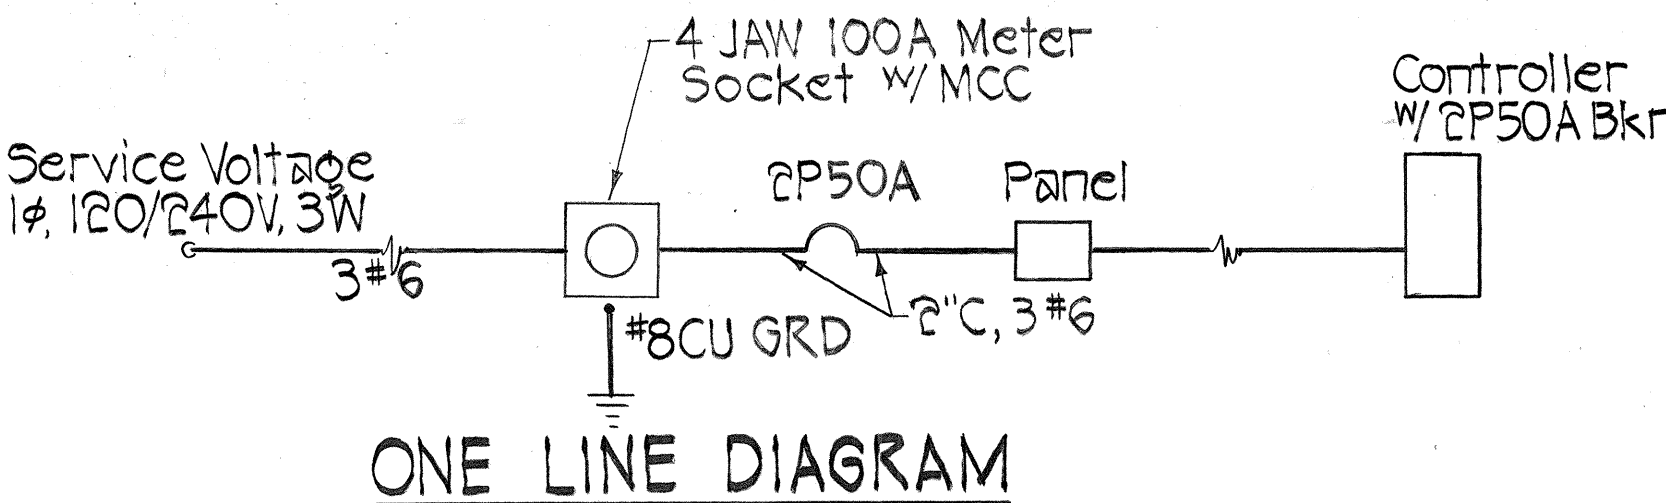 4 JAW 100A Meter
Socket W/ MCC
Controller
W/ 2P50A Bkr
Service Voltage
1ϕ, 120/240V, 3W
2P50A
Panel
3 #6
#8CU GRD
2"C, 3 #6
ONE LINE DIAGRAM